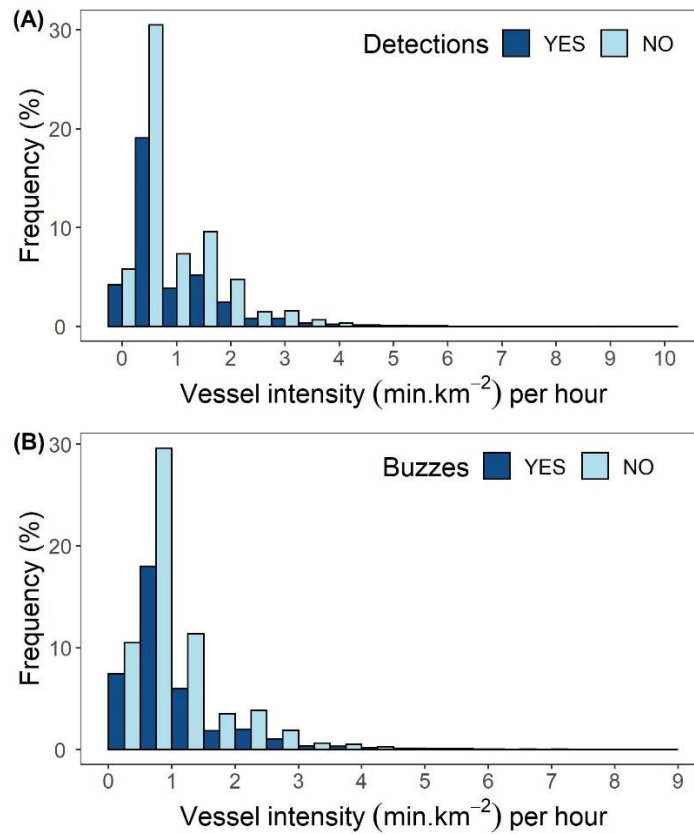 (A)
Detections YES NO
30
20
10
0
Frequency (%)
0 1 2 3 4 5 6 7 8 9 10
Vessel intensity (min.km⁻²) per hour
(B)
Buzzes YES NO
30
20
10
0
Frequency (%)
0 1 2 3 4 5 6 7 8 9
Vessel intensity (min.km⁻²) per hour